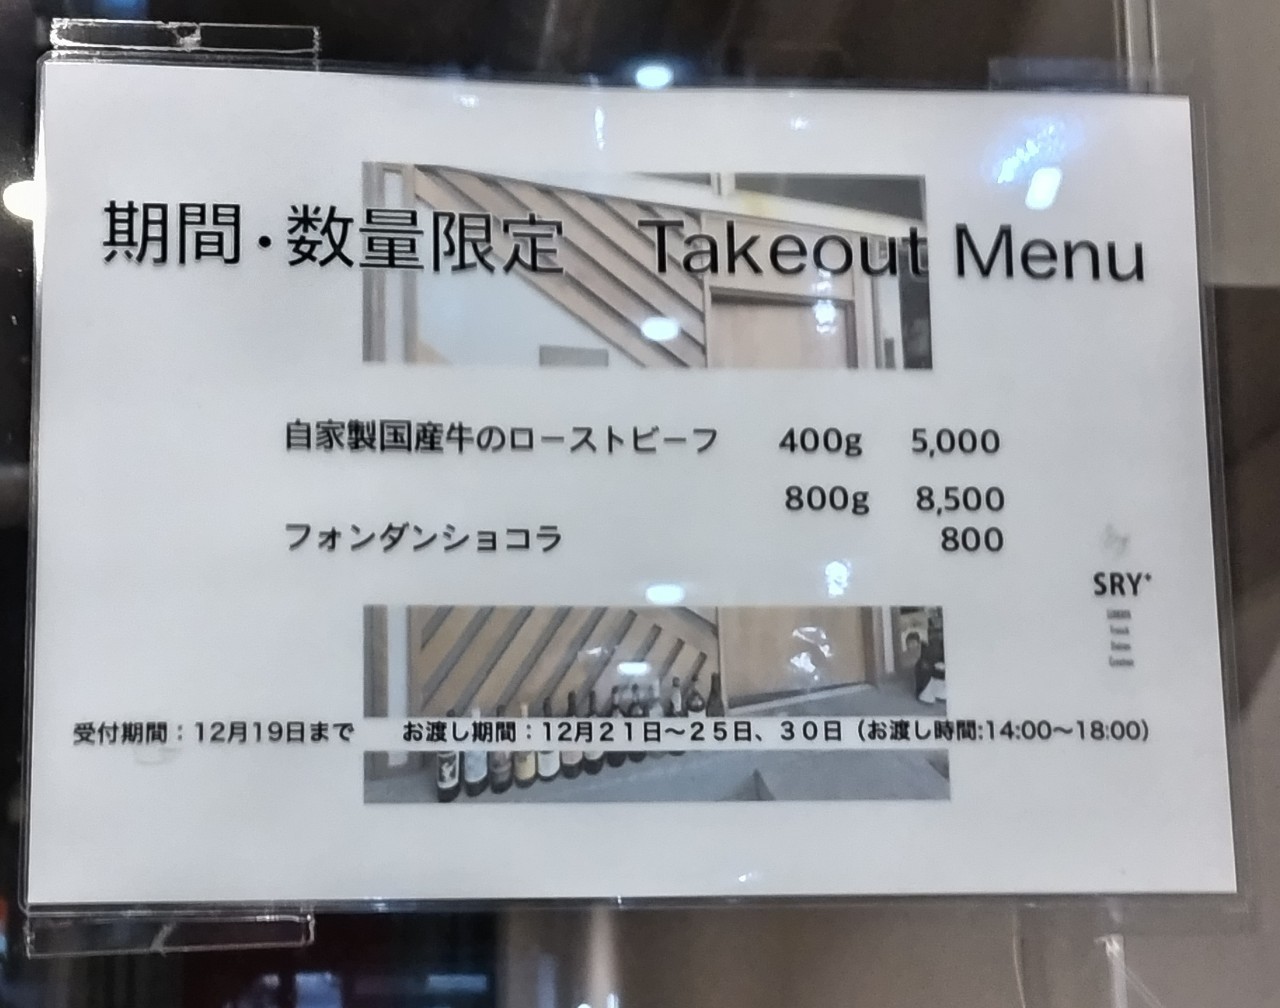 期間・数量限定　Takeout Menu
自家製国産牛のローストビーフ　400g　5,000
800g　8,500
フォンダンショコラ　800
SRY+
受付期間：12月19日まで　お渡し期間：12月２１日〜２５日、３０日（お渡し時間:14:00〜18:00）